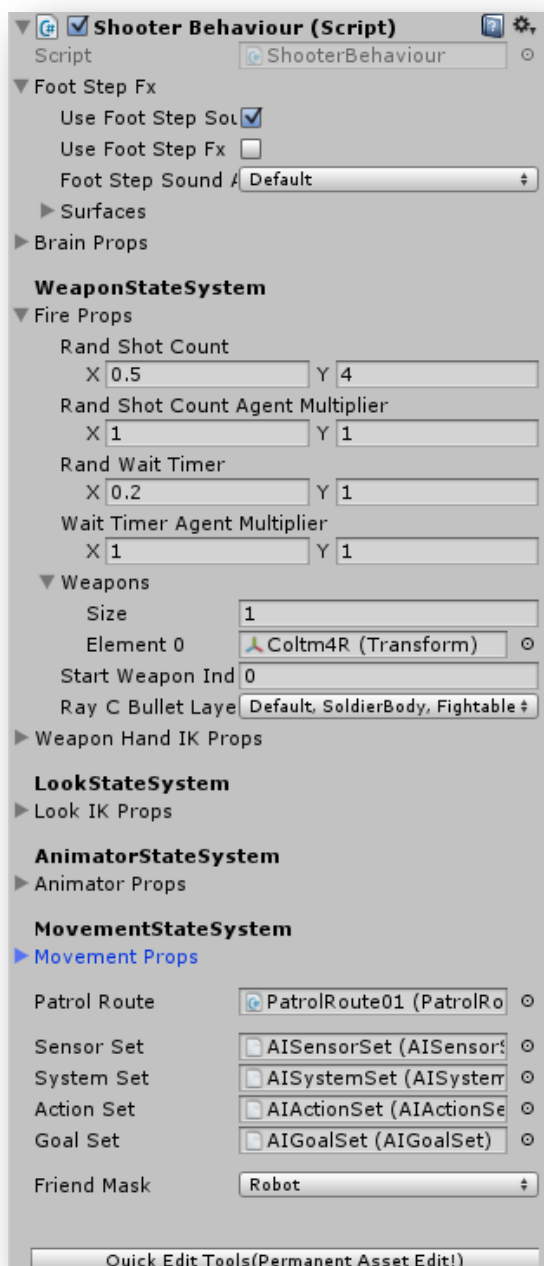 Shooter Behaviour (Script)
Script ShooterBehaviour
Foot Step Fx
Use Foot Step Sou
Use Foot Step Fx
Foot Step Sound A Default
Surfaces
Brain Props
WeaponStateSystem
Fire Props
Rand Shot Count
X 0.5 Y 4
Rand Shot Count Agent Multiplier
X 1 Y 1
Rand Wait Timer
X 0.2 Y 1
Wait Timer Agent Multiplier
X 1 Y 1
Weapons
Size 1
Element 0 Coltm4R (Transform)
Start Weapon Ind 0
Ray C Bullet Laye Default, SoldierBody, Fightable
Weapon Hand IK Props
LookStateSystem
Look IK Props
AnimatorStateSystem
Animator Props
MovementStateSystem
Movement Props
Patrol Route PatrolRoute01 (PatrolRo
Sensor Set AISensorSet (AISensorS
System Set AISystemSet (AISystem
Action Set AIActionSet (AIActionSe
Goal Set AIGoalSet (AIGoalSet)
Friend Mask Robot
Quick Edit Tools(Permanent Asset Edit!)